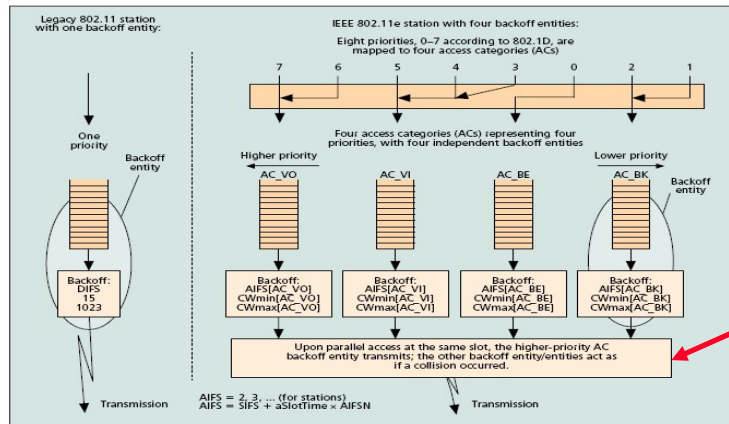 Legacy 802.11 station
with one backoff entity:
IEEE 802.11e station with four backoff entities:
Eight priorities, 0–7 according to 802.1D, are
mapped to four access categories (ACs)
7 6 5 4 3 0 2 1
One
priority
Backoff
entity
Four access categories (ACs) representing four
priorities, with four independent backoff entities
Higher priority
Lower priority
AC_VO AC_VI AC_BE AC_BK
Backoff
entity
Backoff:
DIFS
15
1023
Backoff:
AIFS[AC_VO]
CWmin[AC_VO]
CWmax[AC_VO]
Backoff:
AIFS[AC_VI]
CWmin[AC_VI]
CWmax[AC_VI]
Backoff:
AIFS[AC_BE]
CWmin[AC_BE]
CWmax[AC_BE]
Backoff:
AIFS[AC_BK]
CWmin[AC_BK]
CWmax[AC_BK]
Upon parallel access at the same slot, the higher-priority AC
backoff entity transmits; the other backoff entity/entities act as
if a collision occurred.
Transmission
AIFS = 2, 3, ... (for stations)
AIFS = SIFS + aSlotTime × AIFSN
Transmission